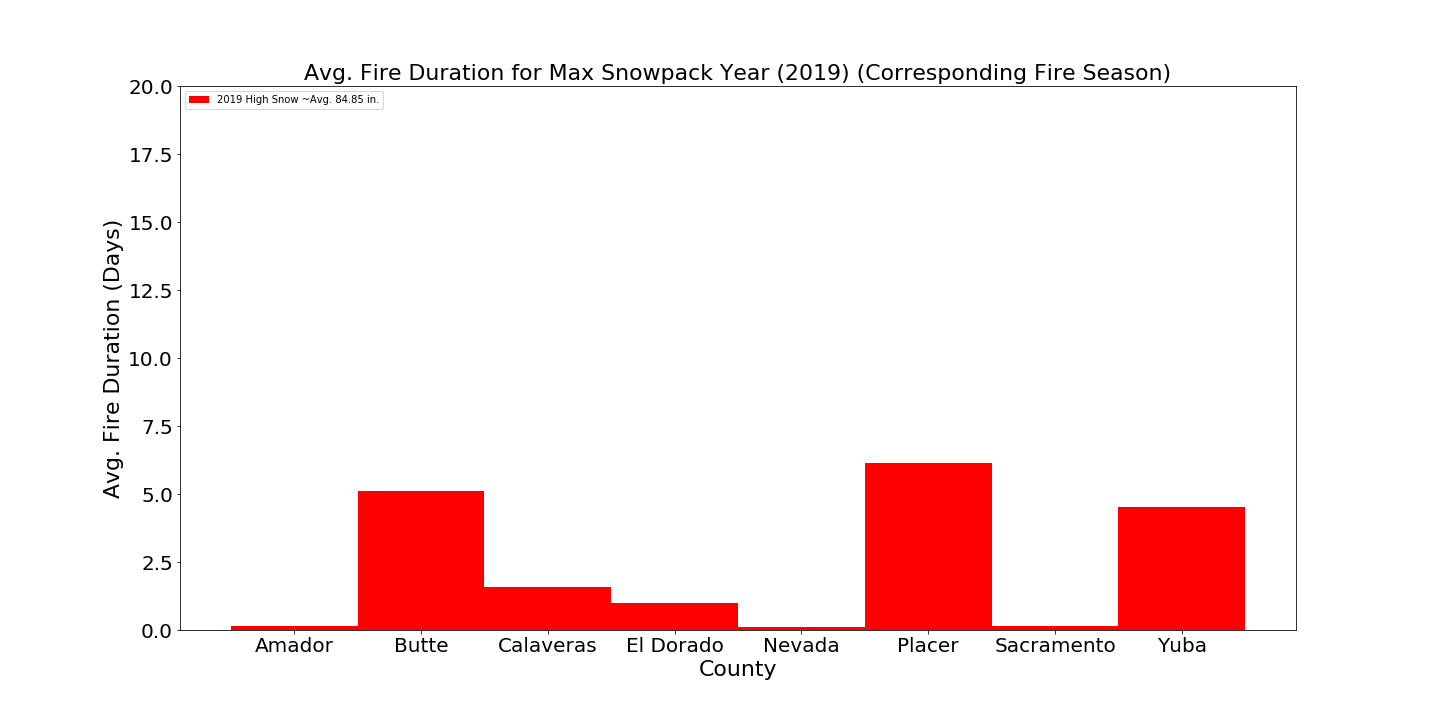 Avg. Fire Duration for Max Snowpack Year (2019) (Corresponding Fire Season)
2019 High Snow ~Avg. 84.85 in.
Avg. Fire Duration (Days)
20.0
17.5
15.0
12.5
10.0
7.5
5.0
2.5
0.0
Amador Butte Calaveras El Dorado Nevada Placer Sacramento Yuba
County